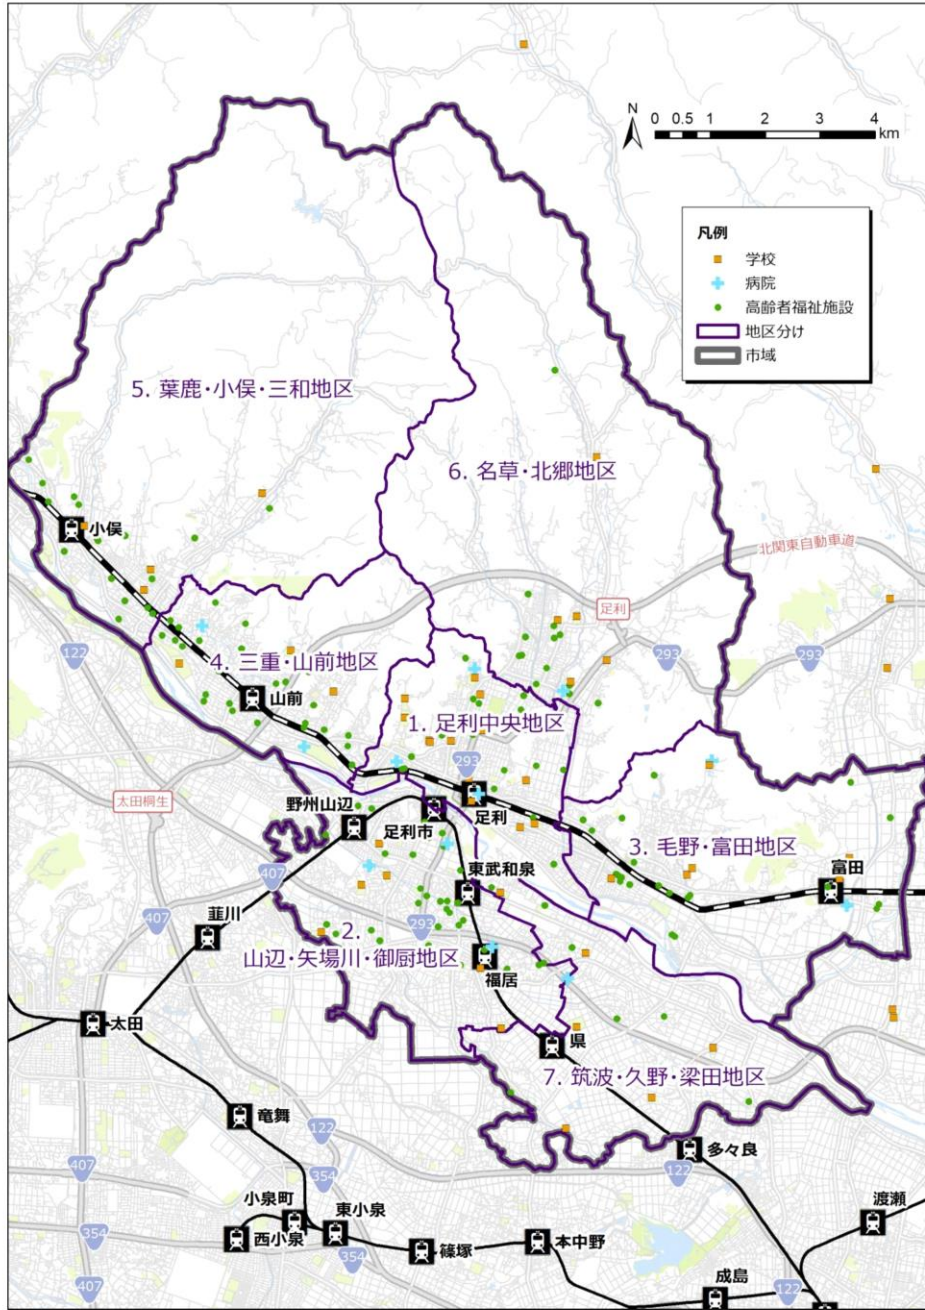 N
0 0.5 1 2 3 4
km
凡例
学校
病院
高齢者福祉施設
地区分け
市域
5. 葉鹿・小俣・三和地区
6. 名草・北郷地区
小俣
北関東自動車道
足利
122
293
293
4. 三重・山前地区
山前
1. 足利中央地区
293
太田桐生
野州山辺
足利市
足利
3. 毛野・富田地区
富田
407
東武和泉
407
韮川
293
2.
山辺・矢場川・御厨地区
福居
太田
県
7. 筑波・久野・梁田地区
竜舞
122
多々良
122
407
354
小泉町
東小泉
渡瀬
354
西小泉
354
篠塚
本中野
成島
122
407